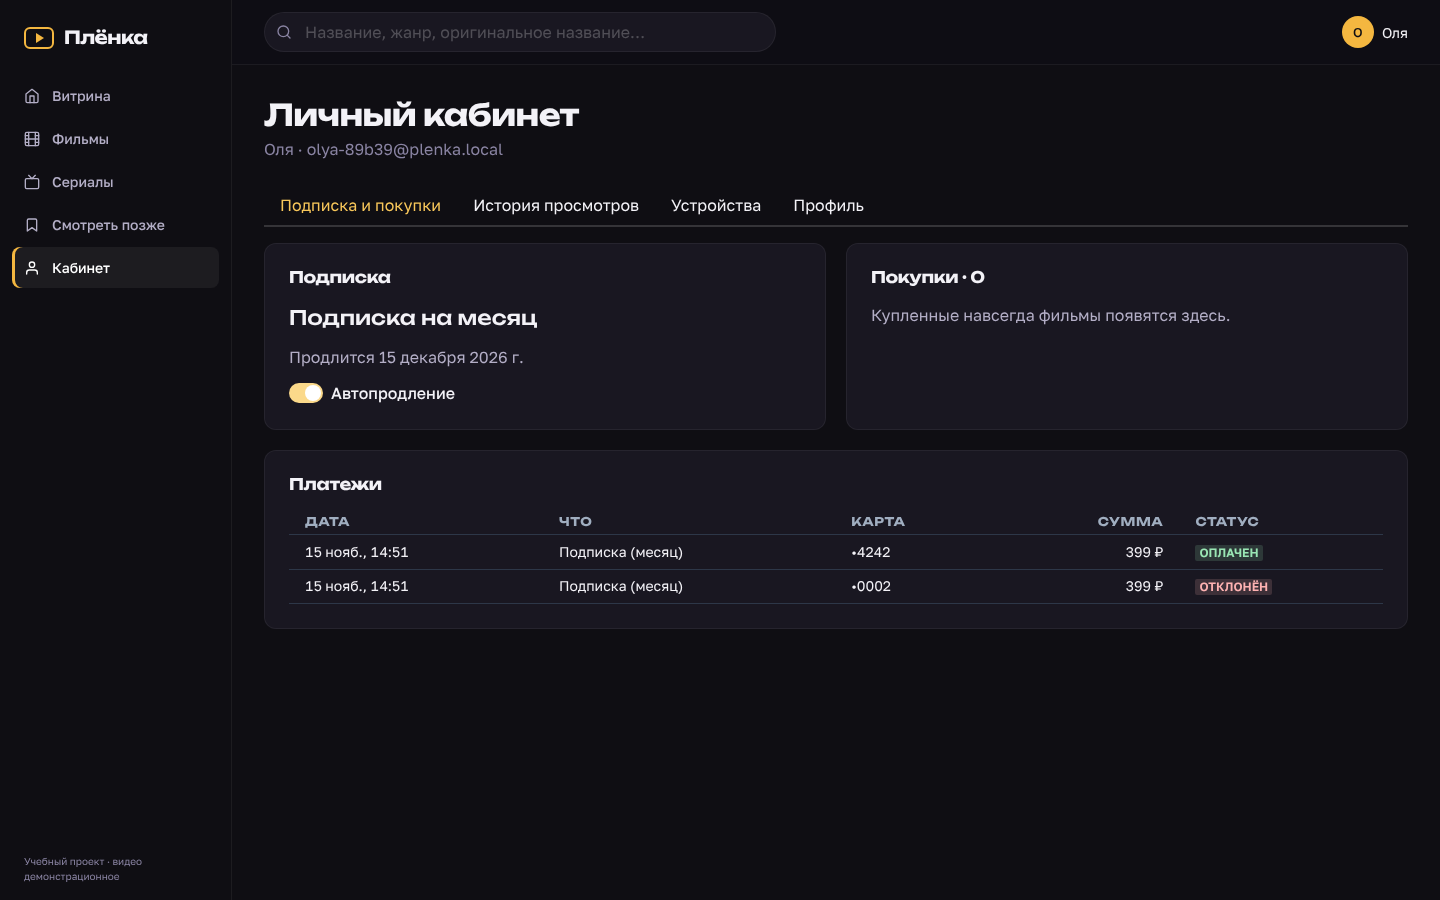 Плёнка
Название, жанр, оригинальное название...
О
Оля
Витрина
Фильмы
Сериалы
Смотреть позже
Кабинет
Личный кабинет
Оля · olya-89b39@plenka.local
Подписка и покупки
История просмотров
Устройства
Профиль
Подписка
Подписка на месяц
Продлится 15 декабря 2026 г.
Автопродление
Покупки · 0
Купленные навсегда фильмы появятся здесь.
Платежи
ДАТА ЧТО КАРТА СУММА СТАТУС
15 нояб., 14:51 Подписка (месяц) •4242 399 ₽ ОПЛАЧЕН
15 нояб., 14:51 Подписка (месяц) •0002 399 ₽ ОТКЛОНЁН
Учебный проект · видео
демонстрационное